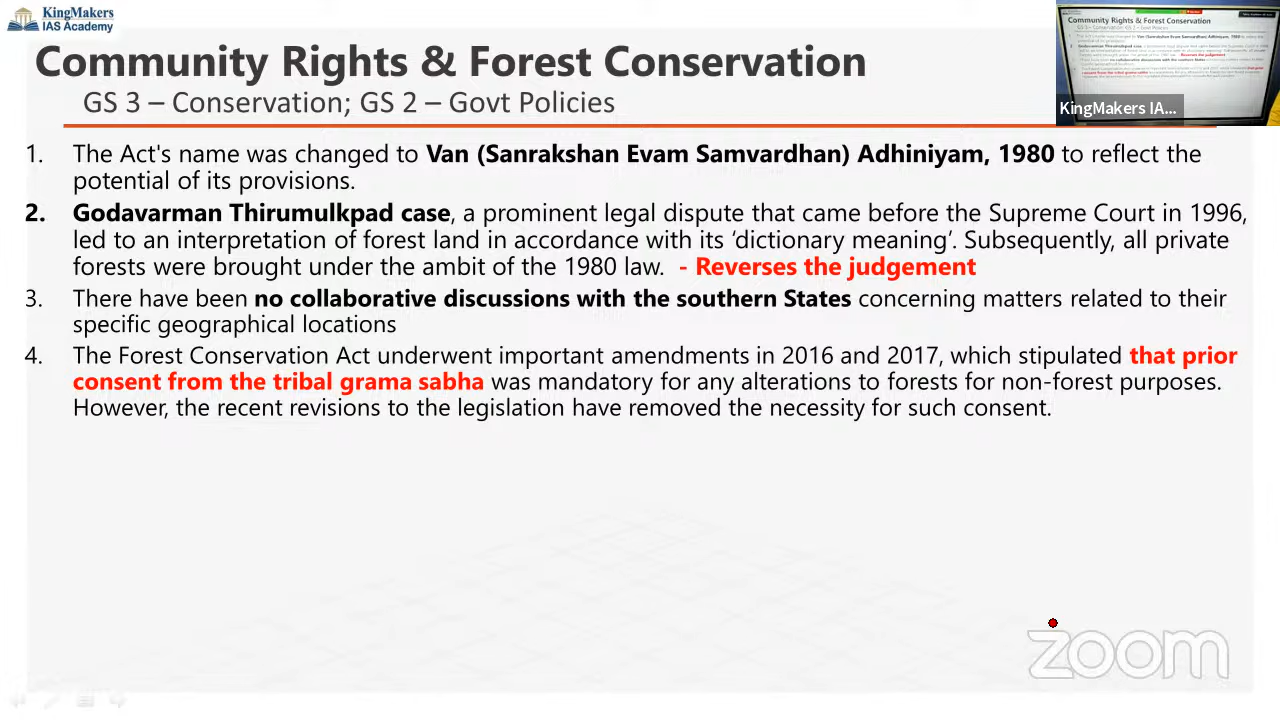 KingMakers
IAS Academy
Community Rights & Forest Conservation
GS 3 – Conservation; GS 2 – Govt Policies
KingMakers IA...
1. The Act's name was changed to Van (Sanrakshan Evam Samvardhan) Adhiniyam, 1980 to reflect the
potential of its provisions.
2. Godavarman Thirumulkpad case, a prominent legal dispute that came before the Supreme Court in 1996,
led to an interpretation of forest land in accordance with its ‘dictionary meaning’. Subsequently, all private
forests were brought under the ambit of the 1980 law. - Reverses the judgement
3. There have been no collaborative discussions with the southern States concerning matters related to their
specific geographical locations
4. The Forest Conservation Act underwent important amendments in 2016 and 2017, which stipulated that prior
consent from the tribal grama sabha was mandatory for any alterations to forests for non-forest purposes.
However, the recent revisions to the legislation have removed the necessity for such consent.
zoom